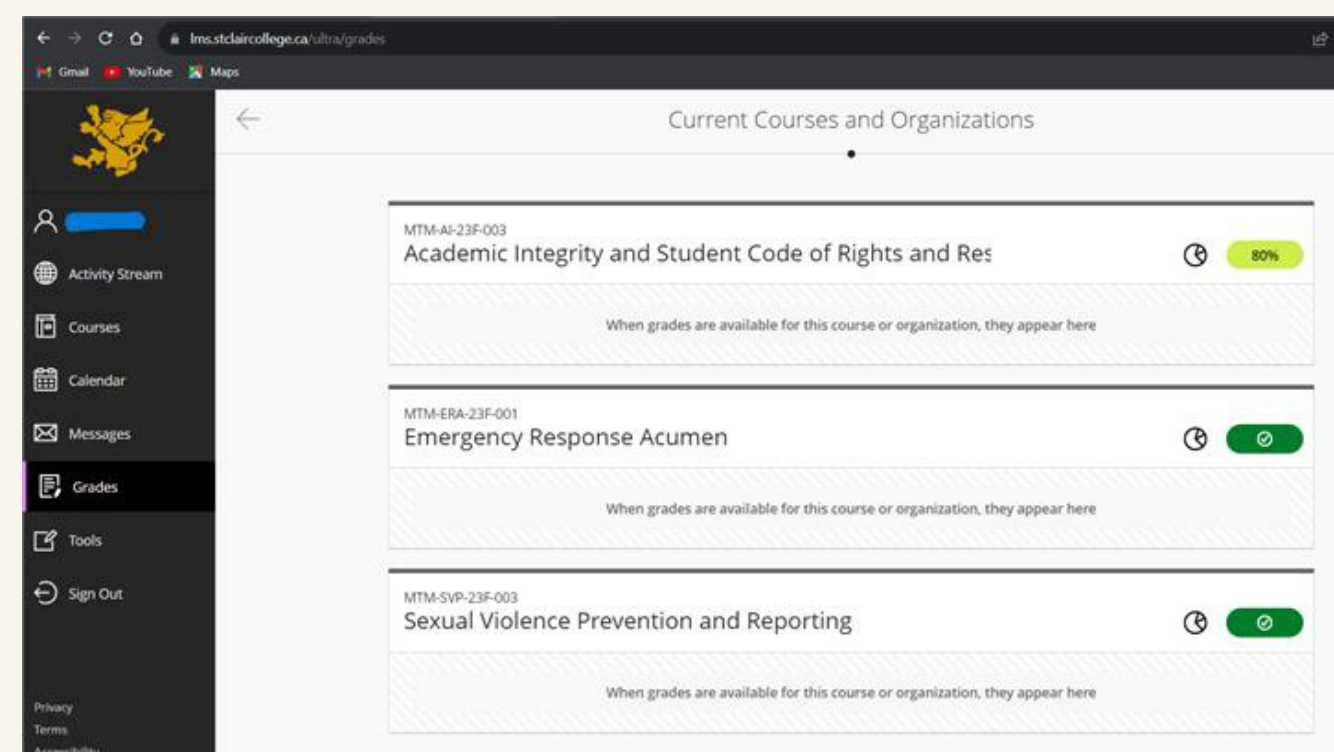 lms.stclaircollege.ca/ultra/grades
Gmail YouTube Maps
Current Courses and Organizations
Activity Stream
Courses
Calendar
Messages
Grades
Tools
Sign Out
Privacy
Terms
Accessibility
MTM-AI-23F-003
Academic Integrity and Student Code of Rights and Res
80%
When grades are available for this course or organization, they appear here
MTM-ERA-23F-001
Emergency Response Acumen
When grades are available for this course or organization, they appear here
MTM-SVP-23F-003
Sexual Violence Prevention and Reporting
When grades are available for this course or organization, they appear here